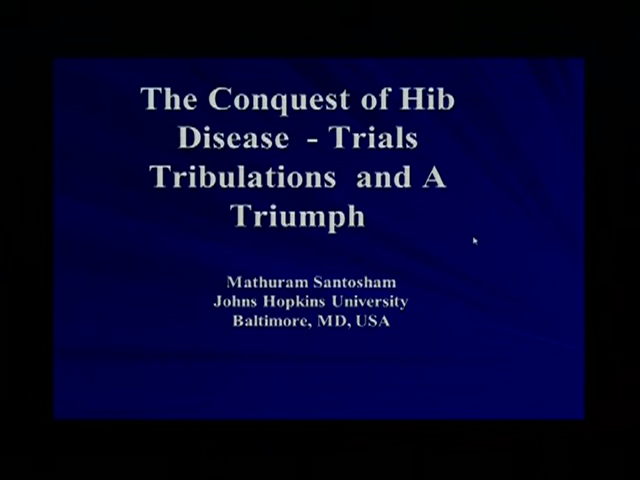 The Conquest of Hib
Disease - Trials
Tribulations and A
Triumph
Mathuram Santosham
Johns Hopkins University
Baltimore, MD, USA